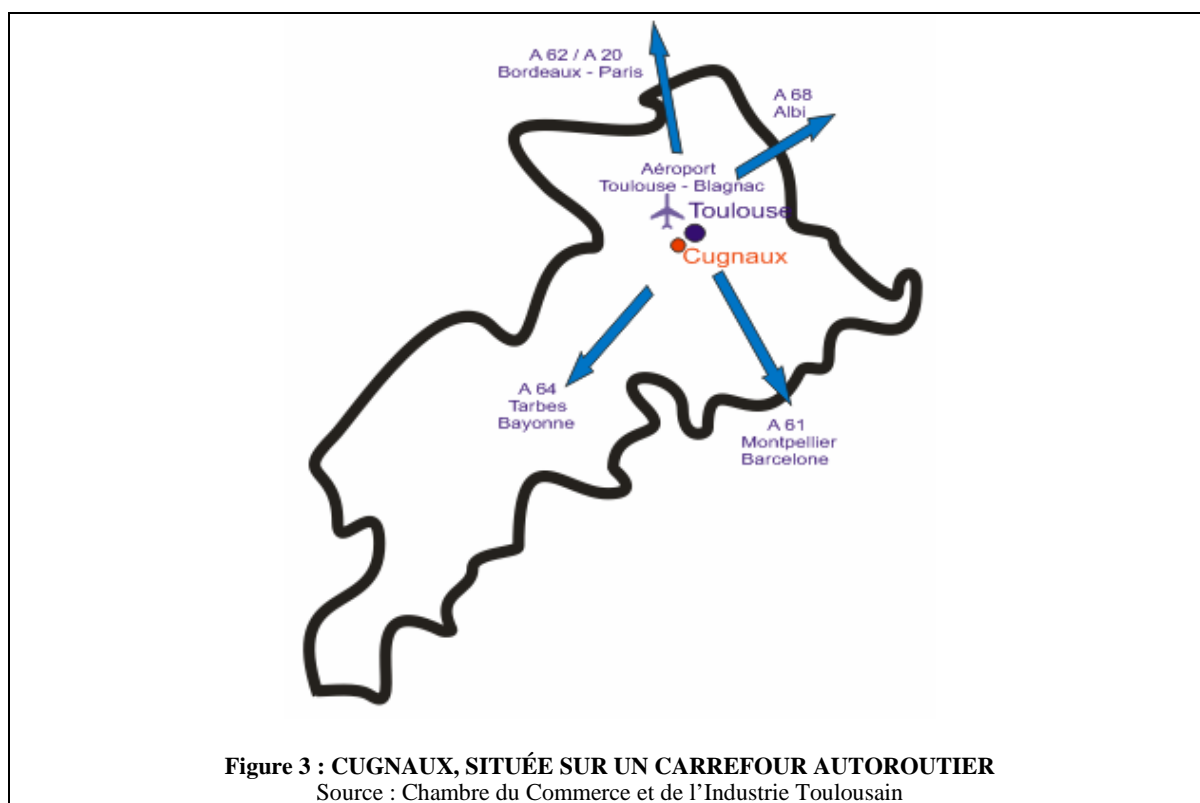 A 62 / A 20
Bordeaux - Paris
A 68
Albi
Aéroport
Toulouse - Blagnac
Toulouse
Cugnaux
A 64
Tarbes
Bayonne
A 61
Montpellier
Barcelone
Figure 3 : CUGNAUX, SITUÉE SUR UN CARREFOUR AUTOROUTIER
Source : Chambre du Commerce et de l'Industrie Toulousain